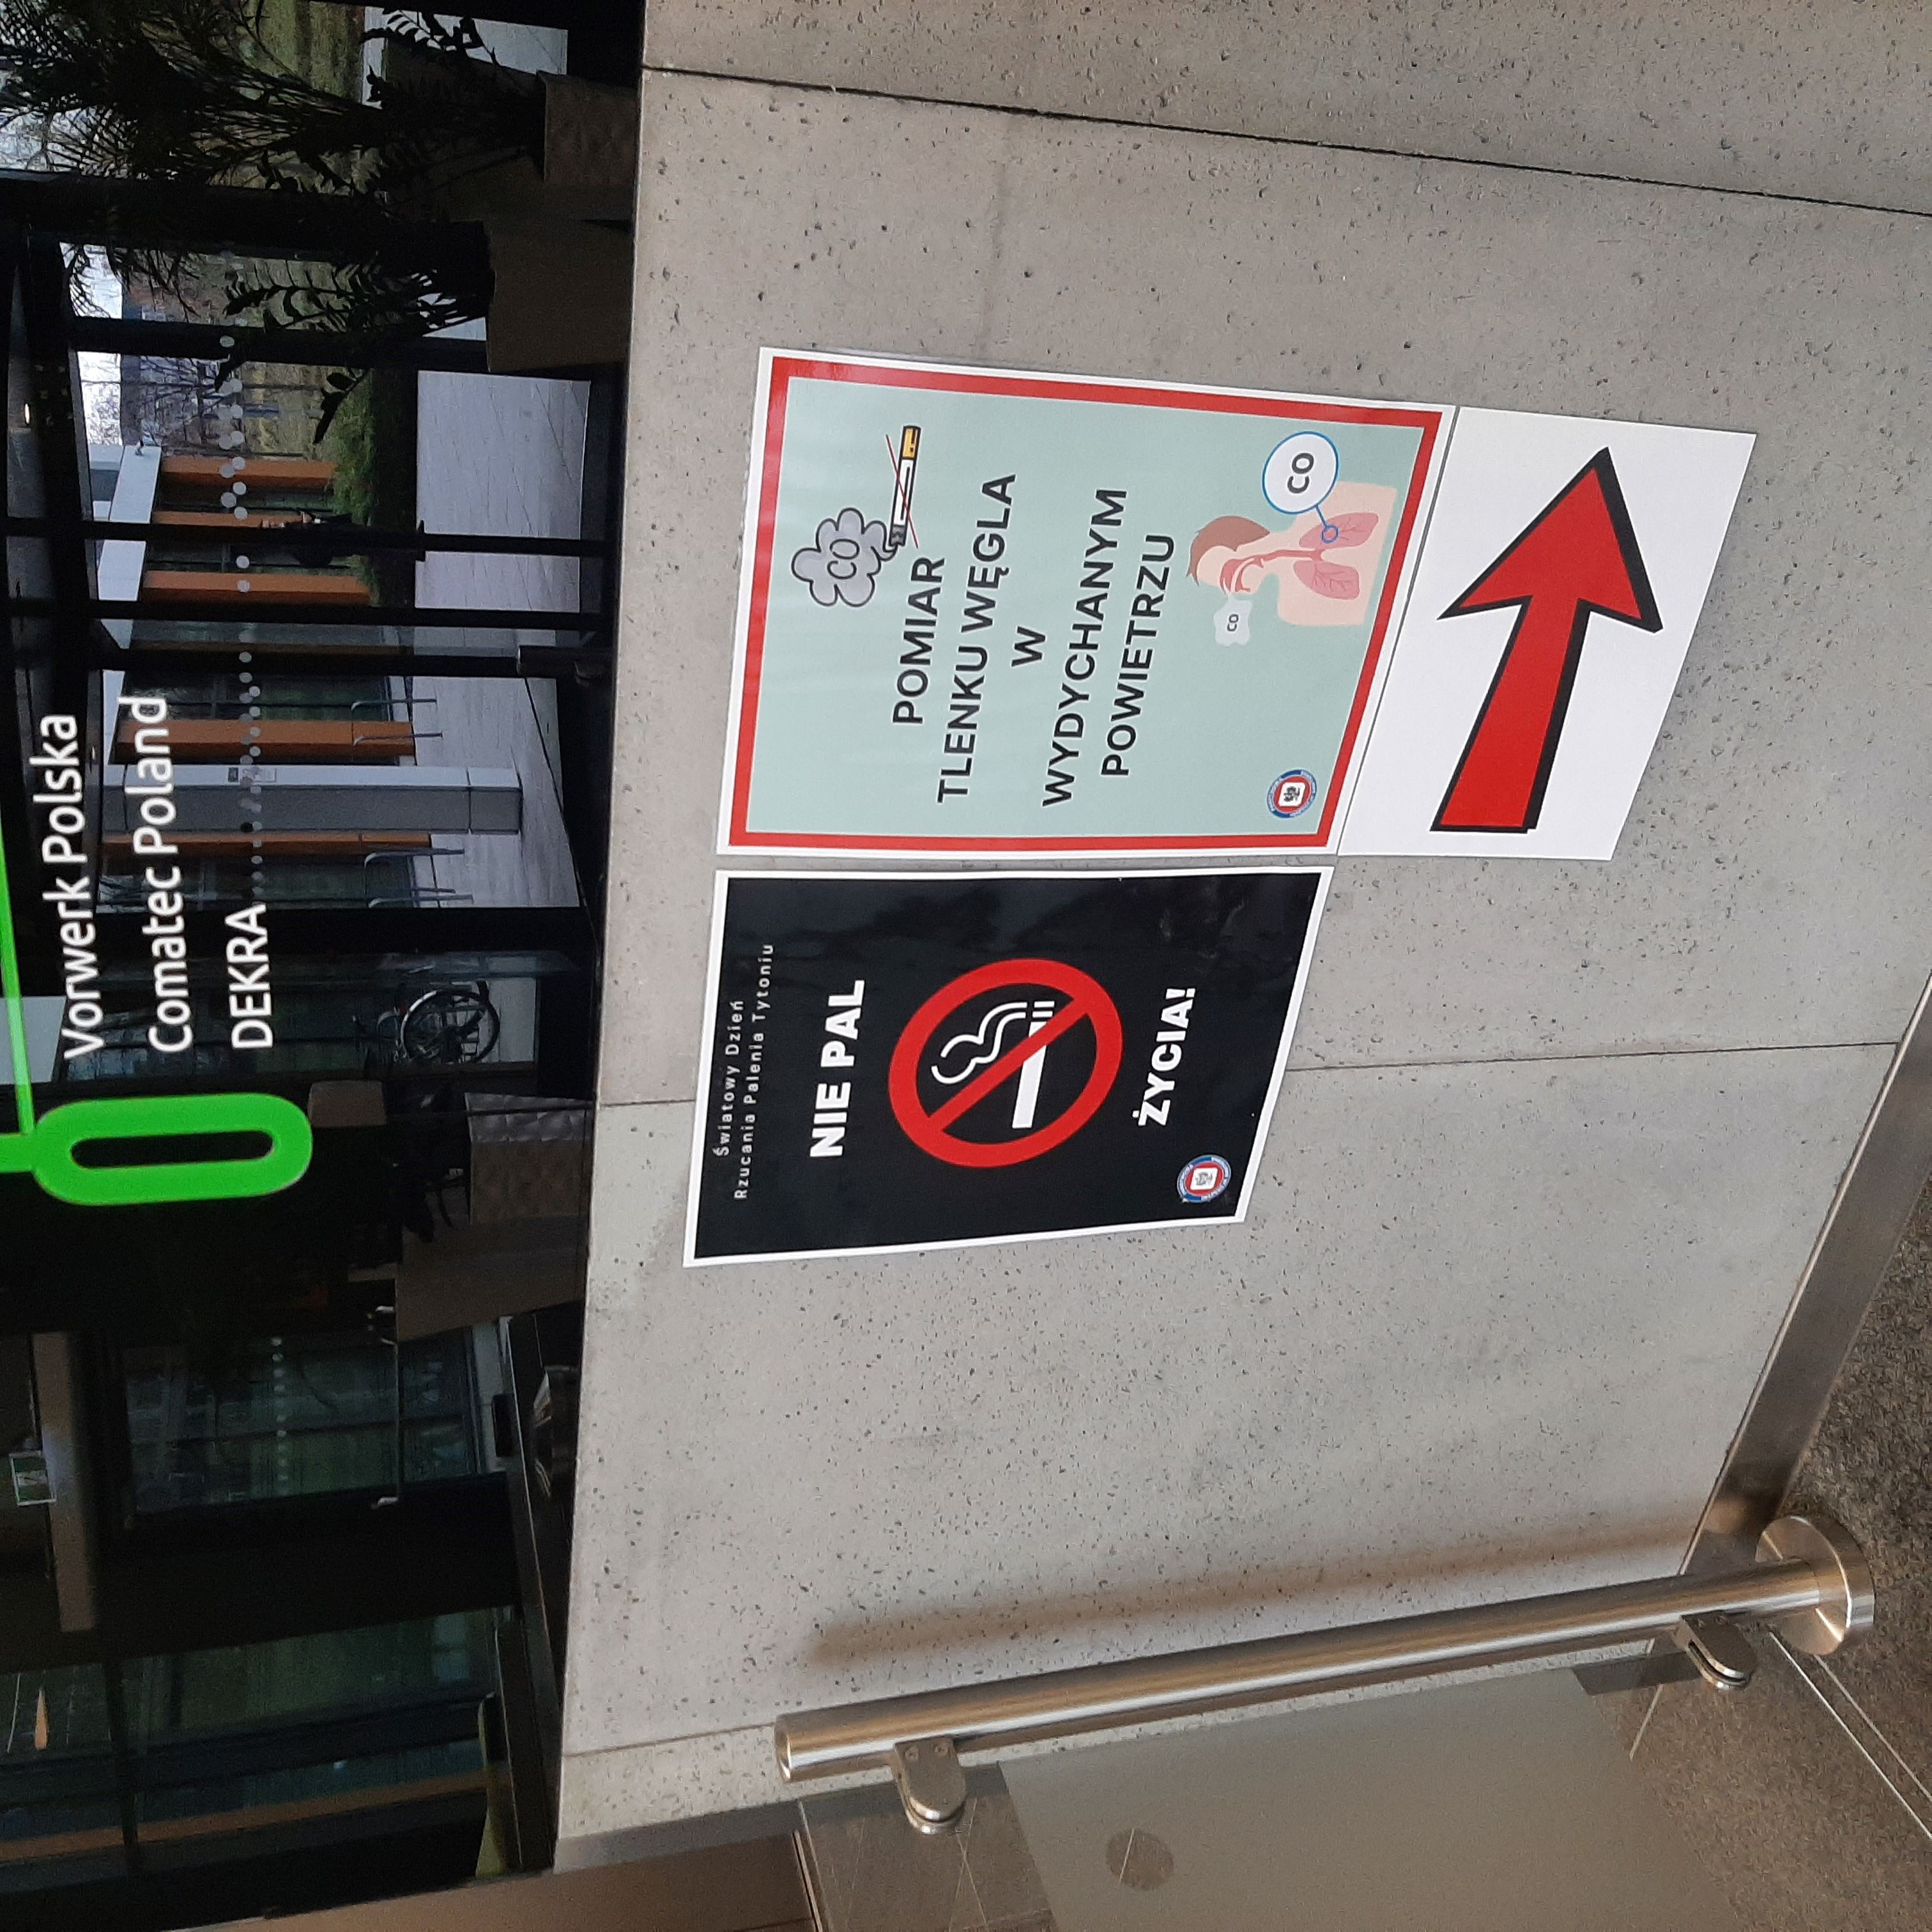 Vorwerk Polska
Comatec Poland
DEKRA
Światowy Dzień
Rzucania Palenia Tytoniu
NIE PAL
ŻYCIA!
CO
POMIAR
TLENKU WĘGLA
W
WYDYCHANYM
POWIETRZU
CO
CO